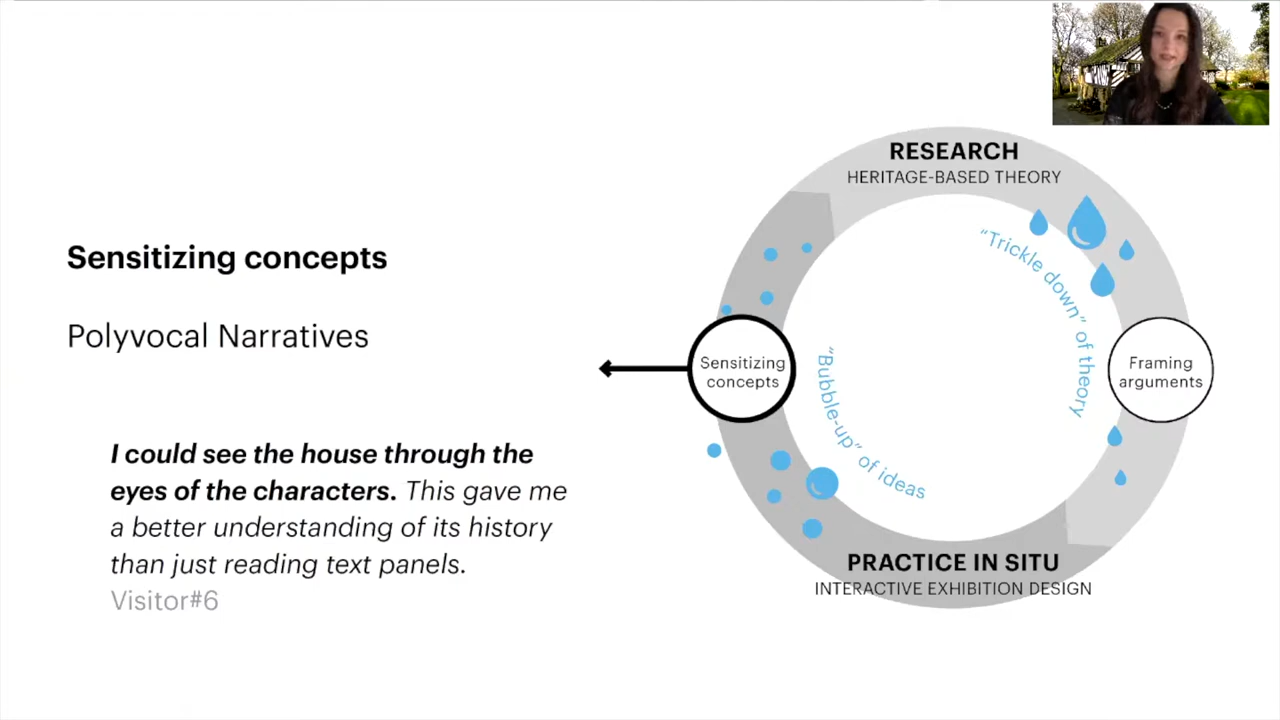 Sensitizing concepts
Polyvocal Narratives
I could see the house through the
eyes of the characters. This gave me
a better understanding of its history
than just reading text panels.
Visitor#6
RESEARCH
HERITAGE-BASED THEORY
"Trickle down" of theory
Sensitizing
concepts
"Bubble-up" of ideas
Framing
arguments
PRACTICE IN SITU
INTERACTIVE EXHIBITION DESIGN